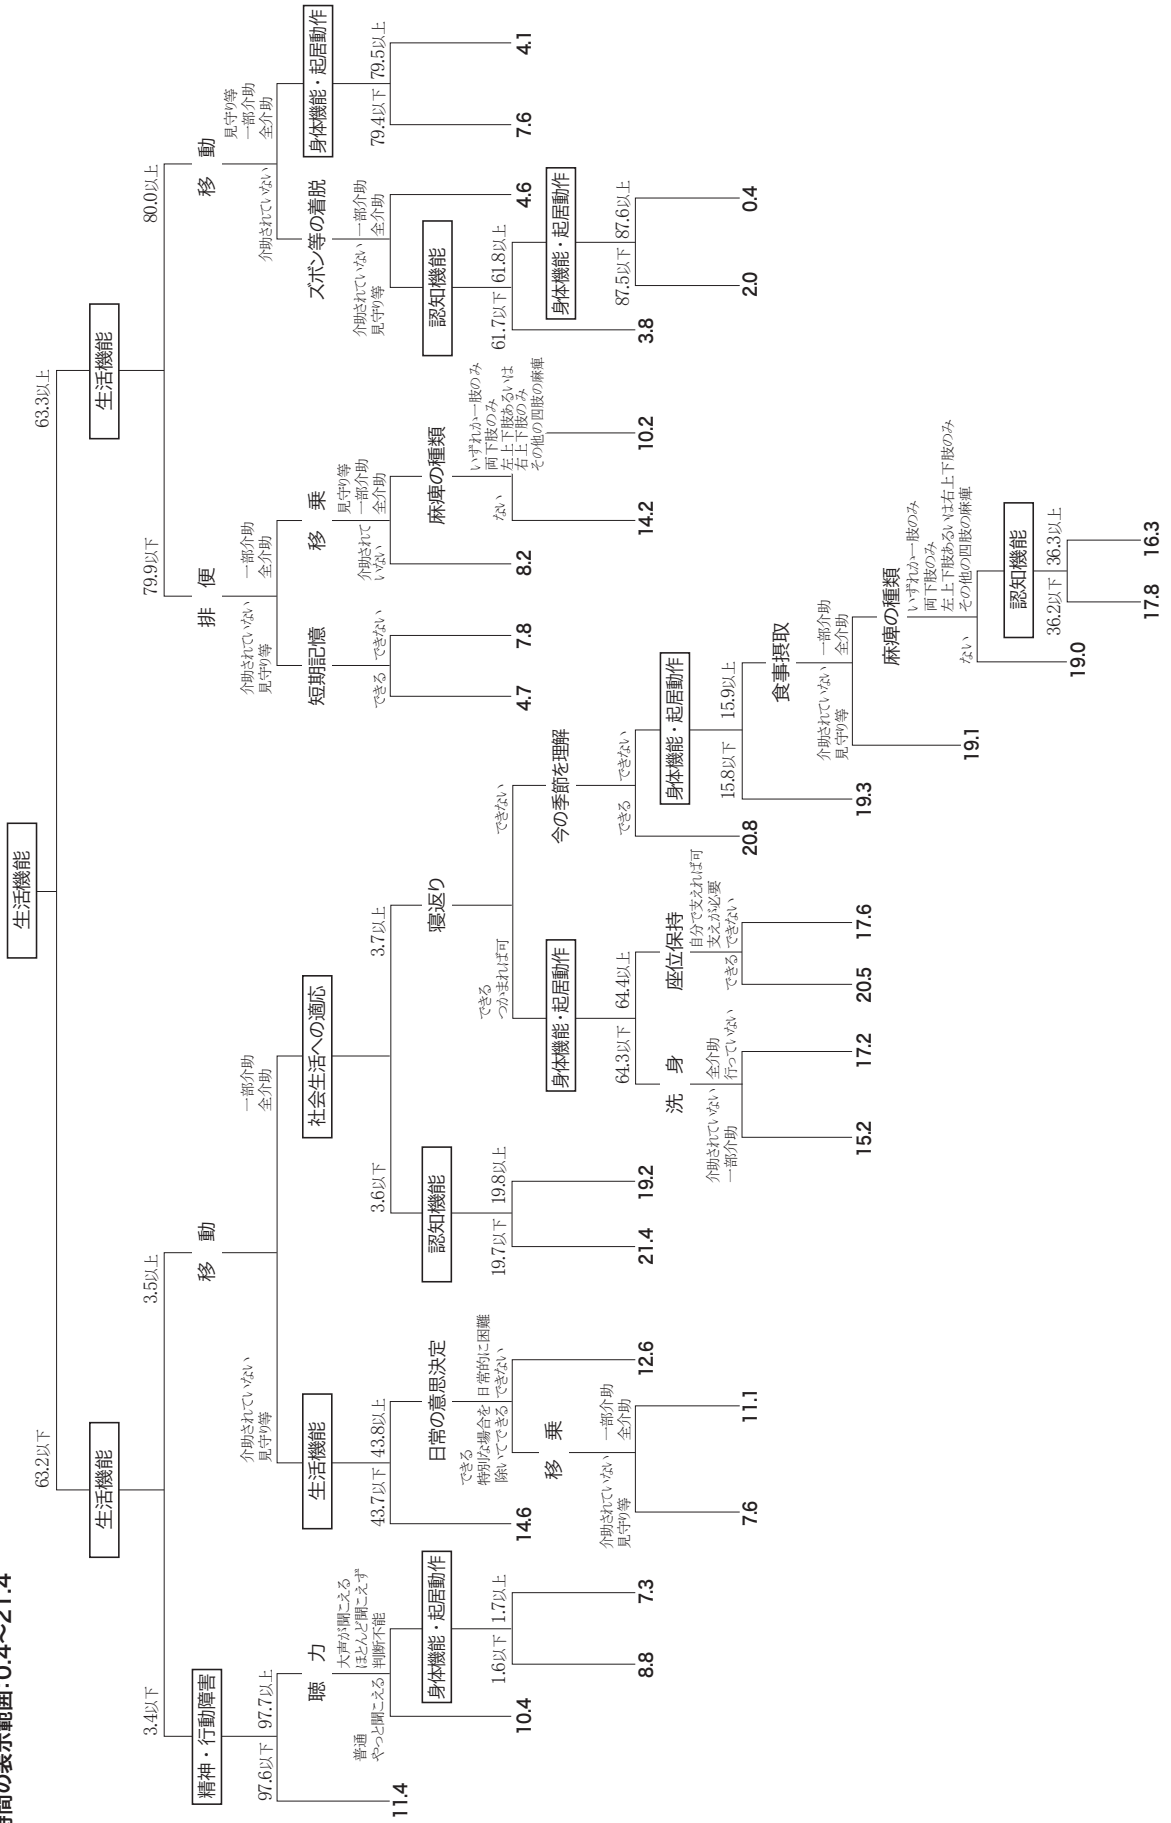 時間の表示範囲：0.4～21.4
生活機能
63.2以下
63.3以上
生活機能
生活機能
3.4以下
3.5以上
79.9以下
80.0以上
精神・行動障害
移　動
排　便
移　動
97.6以下
97.7以上
介助されていない
見守り等
一部介助
全介助
介助されていない
見守り等
一部介助
全介助
介助されていない
見守り等
一部介助
全介助
聴　力
生活機能
社会生活への適応
短期記憶
移　乗
ズボン等の着脱
身体機能・起居動作
11.4
普通
やっと聞こえる
大声が聞こえる
ほとんど聞こえず
判断不能
43.7以下
43.8以上
3.6以下
3.7以上
できる
できない
介助されて
いない
見守り等
一部介助
全介助
介助されていない
見守り等
一部介助
全介助
79.4以下
79.5以上
10.4
身体機能・起居動作
14.6
日常の意思決定
認知機能
寝返り
4.7
7.8
8.2
麻痺の種類
認知機能
4.6
7.6
4.1
1.6以下
1.7以上
できる
特別な場合を
除いてできる
日常的に困難
できない
19.7以下
19.8以上
できる
つかまれば可
できない
ない
いずれか一肢のみ
両下肢のみ
左上下肢あるいは
右上下肢のみ
その他の四肢の麻痺
61.7以下
61.8以上
8.8
7.3
移　乗
12.6
21.4
19.2
身体機能・起居動作
今の季節を理解
14.2
10.2
3.8
身体機能・起居動作
介助されていない
見守り等
一部介助
全介助
64.3以下
64.4以上
できる
できない
87.5以下
87.6以上
7.6
11.1
洗　身
座位保持
20.8
身体機能・起居動作
2.0
0.4
介助されていない
一部介助
全介助
行っていない
できる
自分で支えれば可
支えが必要
できない
15.8以下
15.9以上
15.2
17.2
20.5
17.6
19.3
食事摂取
介助されていない
見守り等
一部介助
全介助
19.1
麻痺の種類
ない
いずれか一肢のみ
両下肢のみ
左上下肢あるいは右上下肢のみ
その他の四肢の麻痺
19.0
認知機能
36.2以下
36.3以上
17.8
16.3